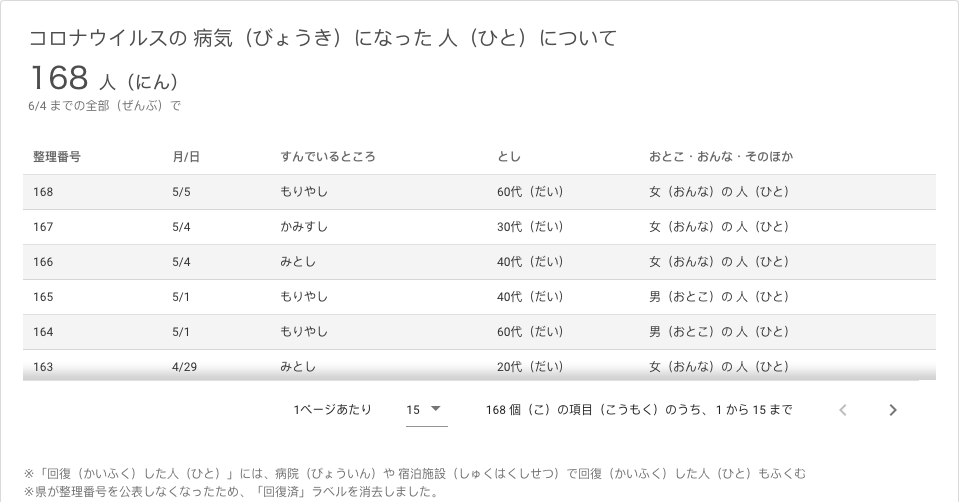 コロナウイルスの 病気（びょうき）になった 人（ひと）について
168 人（にん）
6/4 までの全部（ぜんぶ）で
整理番号 月/日 すんでいるところ とし おとこ・おんな・そのほか
168 5/5 もりやし 60代（だい） 女（おんな）の 人（ひと）
167 5/4 かみすし 30代（だい） 女（おんな）の 人（ひと）
166 5/4 みとし 40代（だい） 女（おんな）の 人（ひと）
165 5/1 もりやし 40代（だい） 男（おとこ）の 人（ひと）
164 5/1 もりやし 60代（だい） 男（おとこ）の 人（ひと）
163 4/29 みとし 20代（だい） 女（おんな）の 人（ひと）
1ページあたり 15 168 個（こ）の項目（こうもく）のうち、1 から 15 まで
※「回復（かいふく）した人（ひと）」には、病院（びょういん）や 宿泊施設（しゅくはくしせつ）で回復（かいふく）した人（ひと）もふくむ
※県が整理番号を公表しなくなったため、「回復済」ラベルを消去しました。